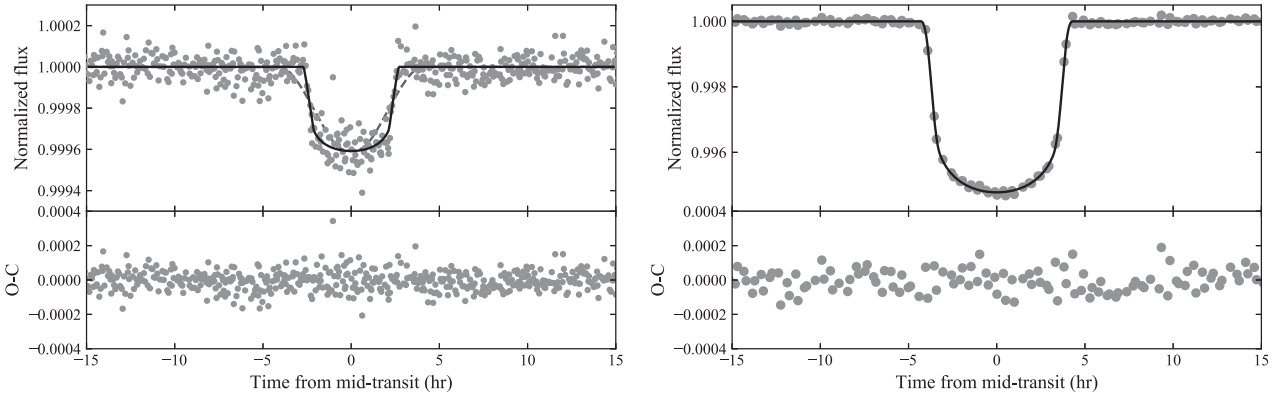 Normalized flux
1.0002
1.0000
0.9998
0.9996
0.9994
0.0004
O-C
0.0002
0.0000
−0.0002
−0.0004
−15 −10 −5 0 5 10 15
Time from mid-transit (hr)
Normalized flux
1.000
0.998
0.996
0.0004
O-C
0.0002
0.0000
−0.0002
−0.0004
−15 −10 −5 0 5 10 15
Time from mid-transit (hr)